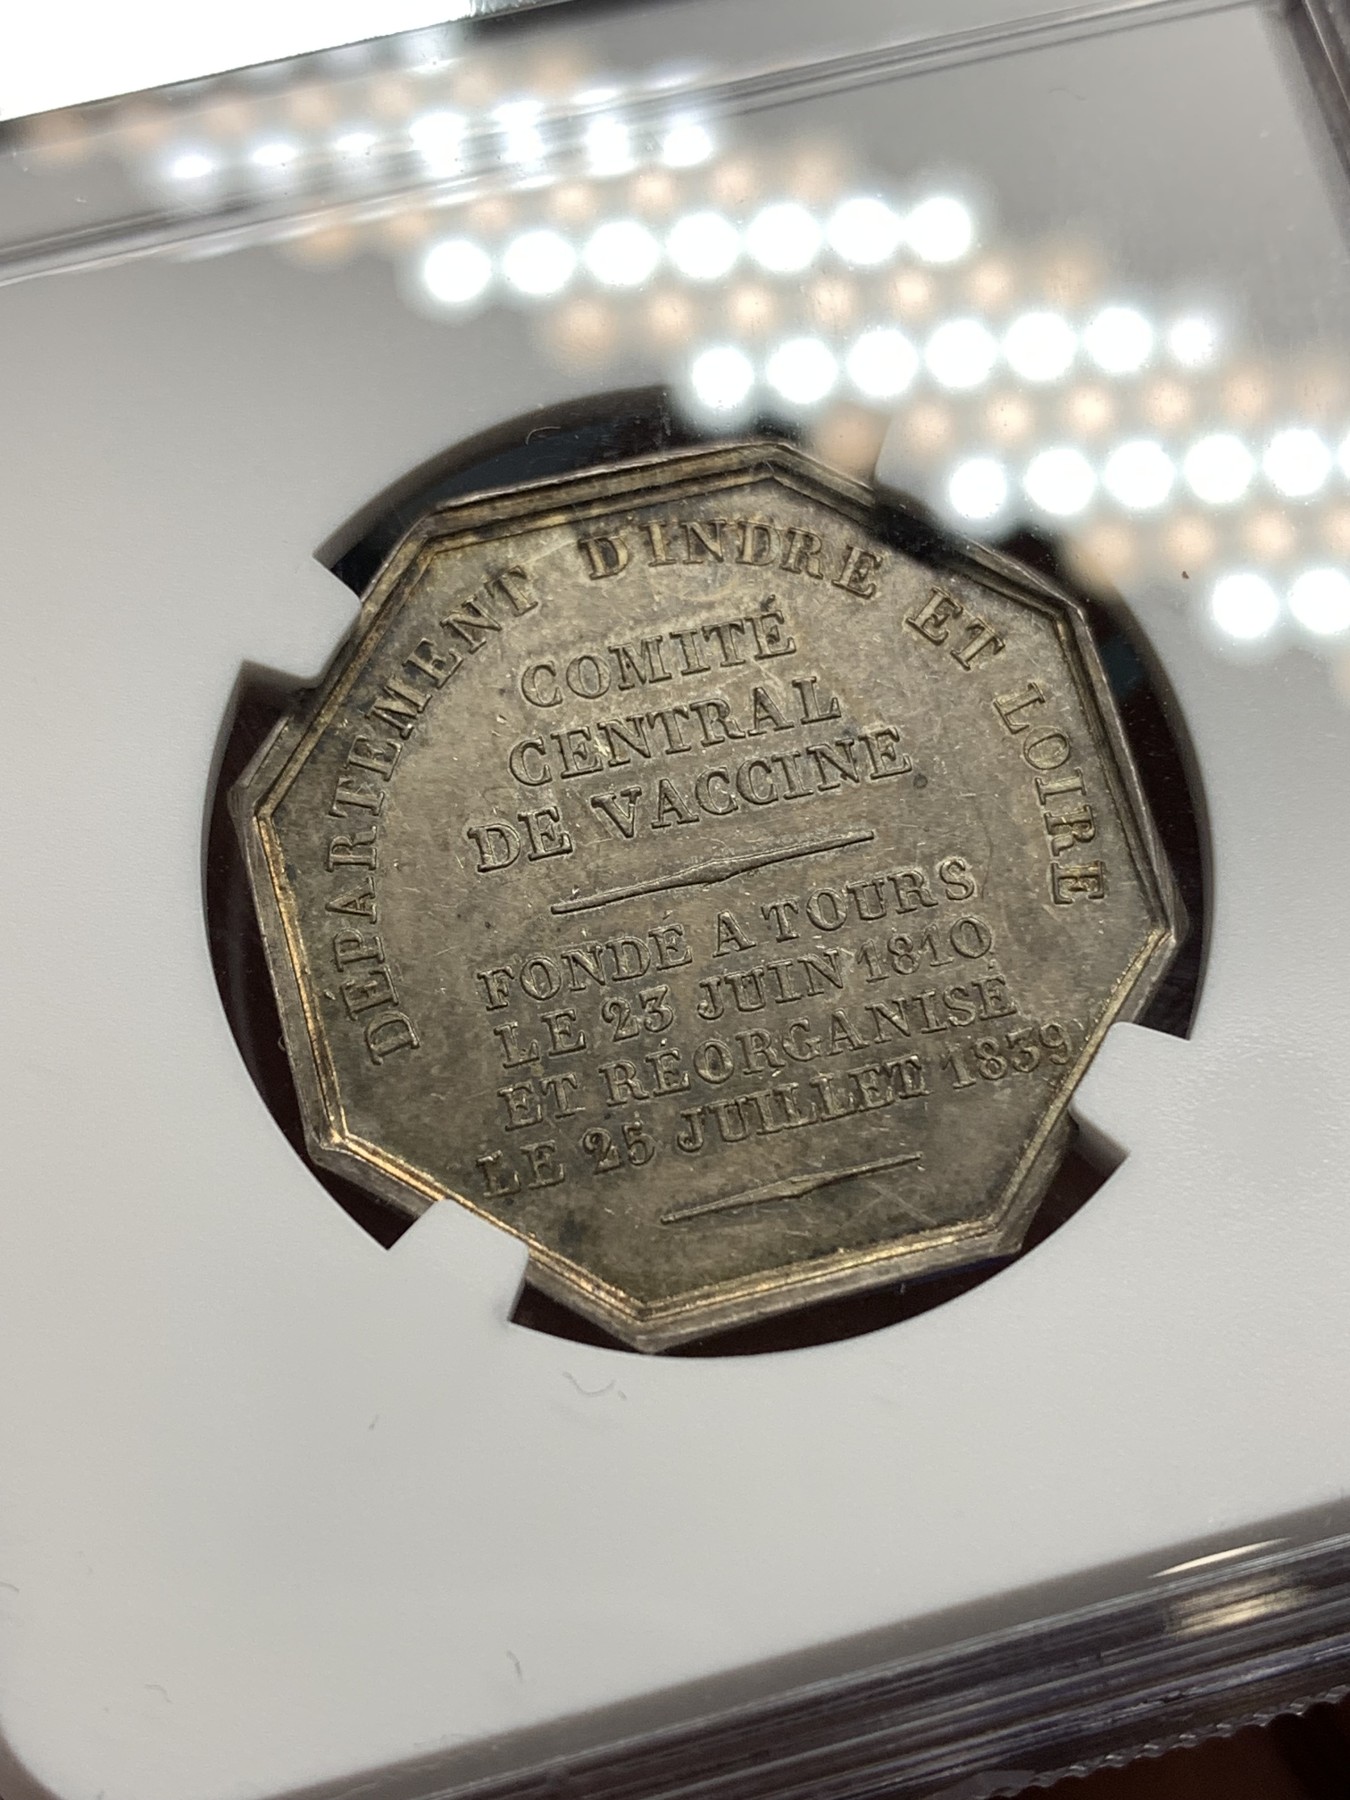 DÉPARTEMENT D'INDRE ET LOIRE
COMITÉ
CENTRAL
DE VACCINE
FONDÉ A TOURS
LE 23 JUIN 1810
ET RÉORGANISÉ
LE 25 JUILLET 1839